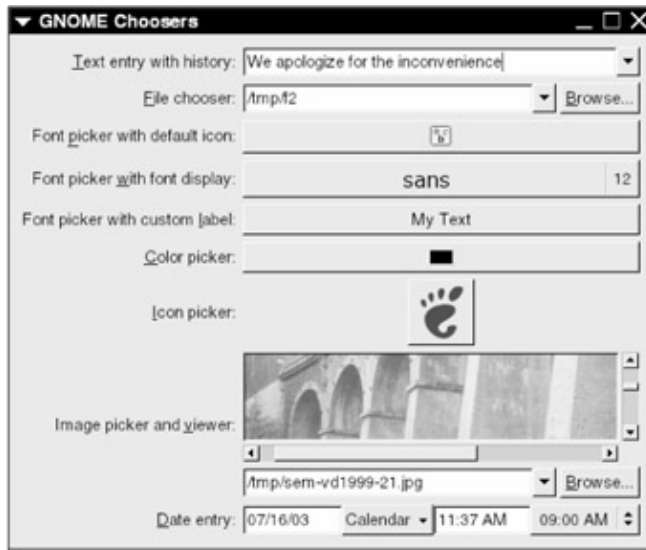 GNOME Choosers
Text entry with history: We apologize for the inconvenience
File chooser: /tmp/f2 Browse...
Font picker with default icon:
Font picker with font display: sans 12
Font picker with custom label: My Text
Color picker:
Icon picker:
Image picker and viewer:
/tmp/sem-vd1999-21.jpg Browse...
Date entry: 07/16/03 Calendar 11:37 AM 09:00 AM